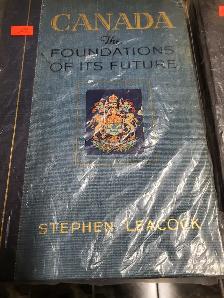 CANADA
The
FOUNDATIONS
OF ITS FUTURE
STEPHEN LEACOCK